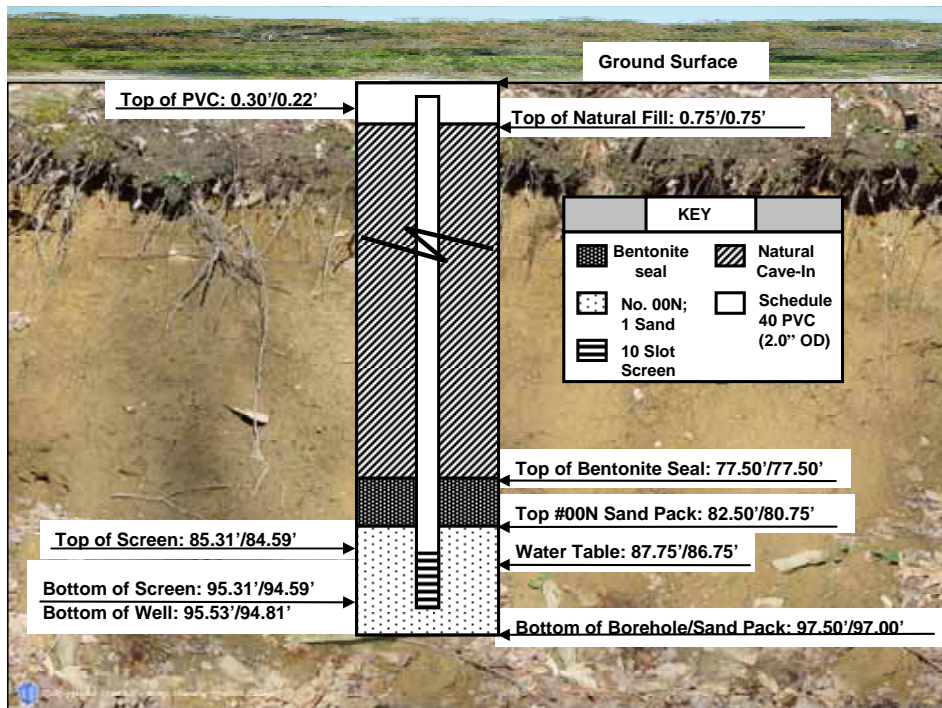 Ground Surface
Top of PVC: 0.30’/0.22’
Top of Natural Fill: 0.75’/0.75’
KEY
Bentonite
seal
Natural
Cave-In
No. 00N;
1 Sand
Schedule
40 PVC
(2.0” OD)
10 Slot
Screen
Top of Bentonite Seal: 77.50’/77.50’
Top #00N Sand Pack: 82.50’/80.75’
Top of Screen: 85.31’/84.59’
Water Table: 87.75/86.75’
Bottom of Screen: 95.31’/94.59’
Bottom of Well: 95.53’/94.81’
Bottom of Borehole/Sand Pack: 97.50’/97.00’